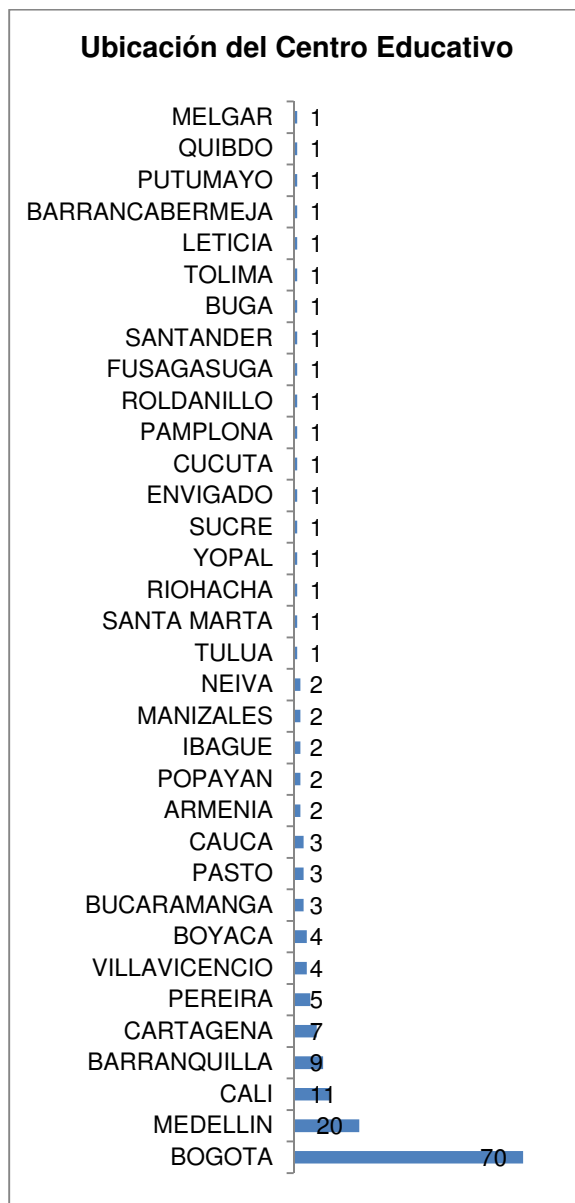 Ubicación del Centro Educativo
MELGAR 1
QUIBDO 1
PUTUMAYO 1
BARRANCABERMEJA 1
LETICIA 1
TOLIMA 1
BUGA 1
SANTANDER 1
FUSAGASUGA 1
ROLDANILLO 1
PAMPLONA 1
CUCUTA 1
ENVIGADO 1
SUCRE 1
YOPAL 1
RIOHACHA 1
SANTA MARTA 1
TULUA 1
NEIVA 2
MANIZALES 2
IBAGUE 2
POPAYAN 2
ARMENIA 2
CAUCA 3
PASTO 3
BUCARAMANGA 3
BOYACA 4
VILLAVICENCIO 4
PEREIRA 5
CARTAGENA 7
BARRANQUILLA 9
CALI 11
MEDELLIN 20
BOGOTA 70